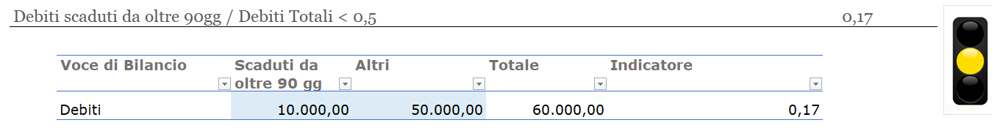 Debiti scaduti da oltre 90gg / Debiti Totali < 0,5 0,17
Voce di Bilancio Scaduti da oltre 90 gg Altri Totale Indicatore
Debiti 10.000,00 50.000,00 60.000,00 0,17